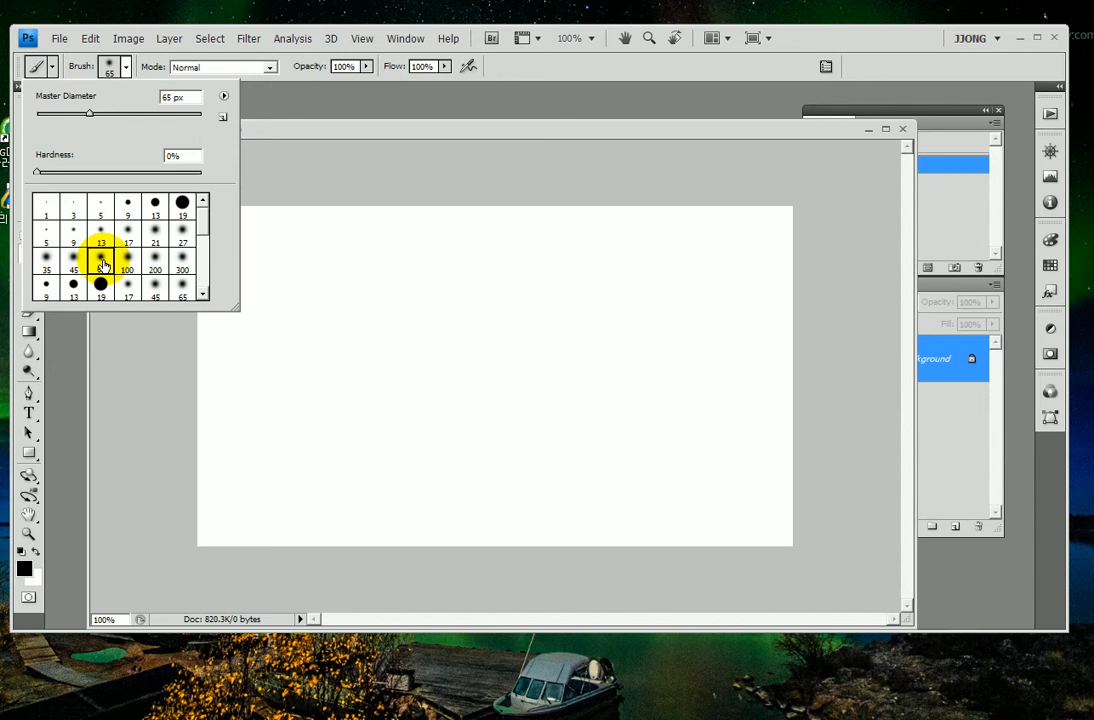 Ps File Edit Image Layer Select Filter Analysis 3D View Window Help Br 100% JJONG
Brush: 65 Mode: Normal Opacity: 100% Flow: 100%
Master Diameter 65 px
Hardness: 0%
1 3 5 9 13 19
5 9 13 17 21 27
35 45 100 200 300
9 13 19 17 45 65
Opacity: 100%
Fill: 100%
kground
T
100% Doc: 820.3K/0 bytes